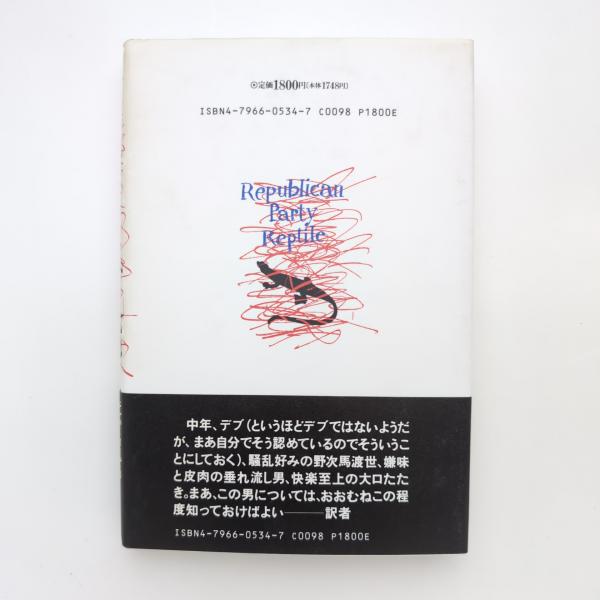 ⦿定価1800円(本体1748円)
ISBN4-7966-0534-7 C0098 P1800E
Republican
Party
Reptile
中年、デブ(というほどデブではないようだ
が、まあ自分でそう認めているのでそういうこ
とにしておく)、騒乱好みの野次馬渡世、嫌味
と皮肉の垂れ流し男、快楽至上の大口たた
き。まあ、この男については、おおむねこの程
度知っておけばよい——訳者
ISBN4-7966-0534-7 C0098 P1800E